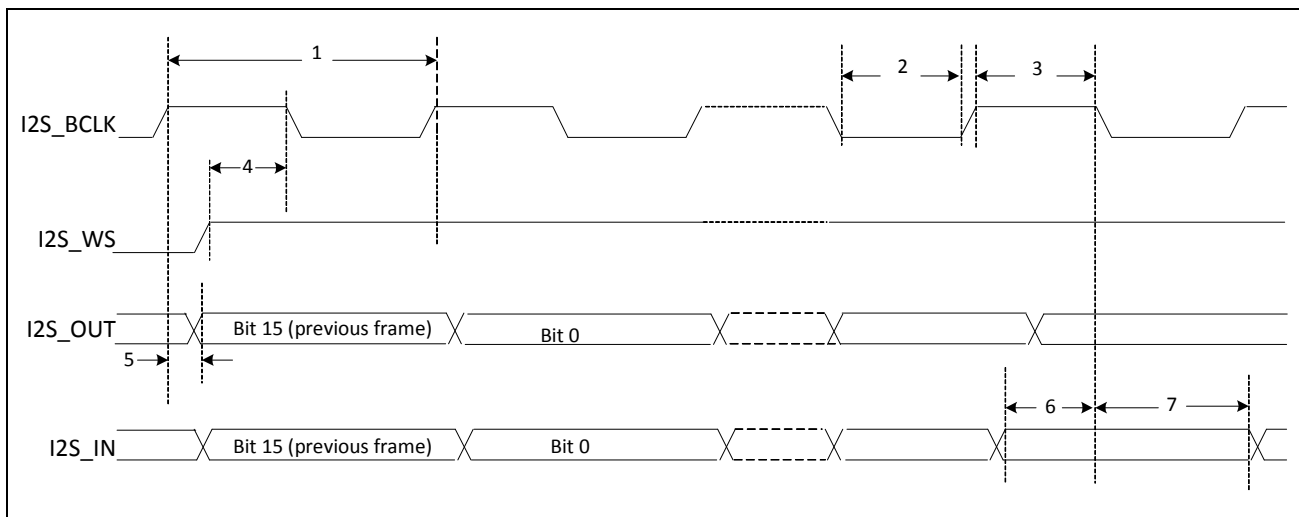 1
2
3
I2S_BCLK
4
I2S_WS
I2S_OUT
Bit 15 (previous frame)
Bit 0
5
6
7
I2S_IN
Bit 15 (previous frame)
Bit 0